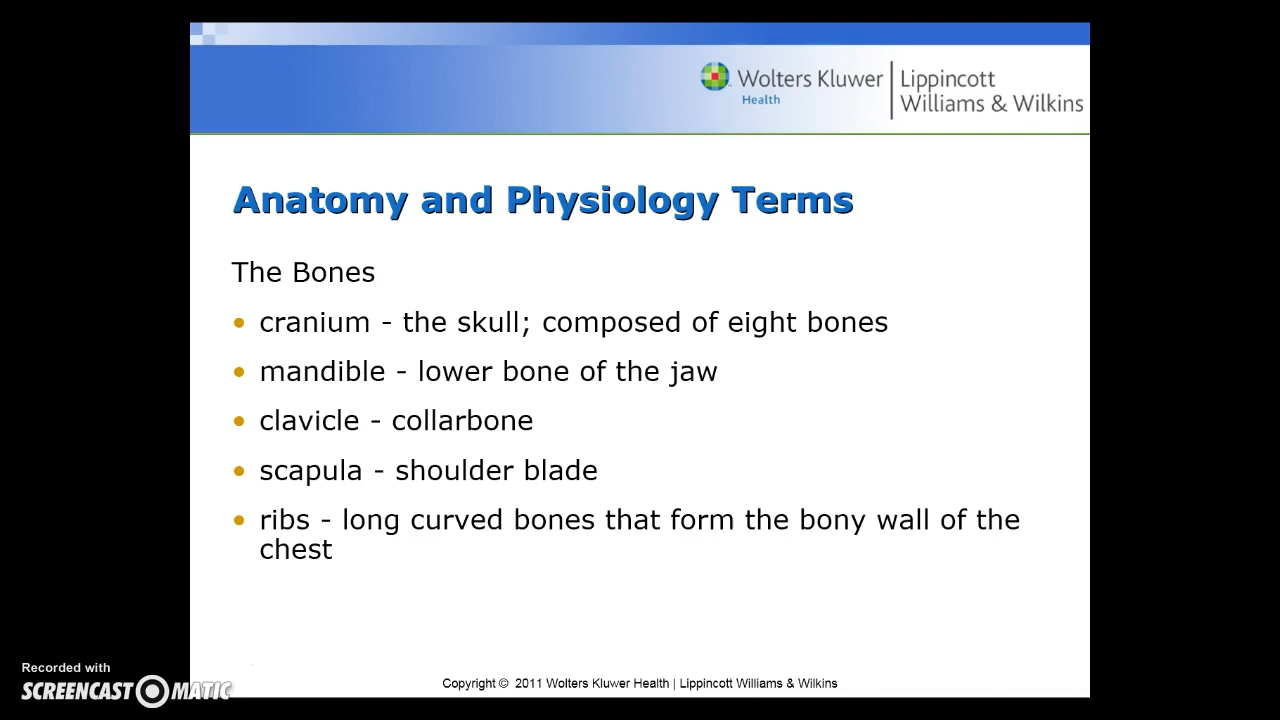 Wolters Kluwer
Health
Lippincott
Williams & Wilkins
Anatomy and Physiology Terms
The Bones
• cranium - the skull; composed of eight bones
• mandible - lower bone of the jaw
• clavicle - collarbone
• scapula - shoulder blade
• ribs - long curved bones that form the bony wall of the
chest
Recorded with
SCREENCAST MATIC
Copyright © 2011 Wolters Kluwer Health | Lippincott Williams & Wilkins